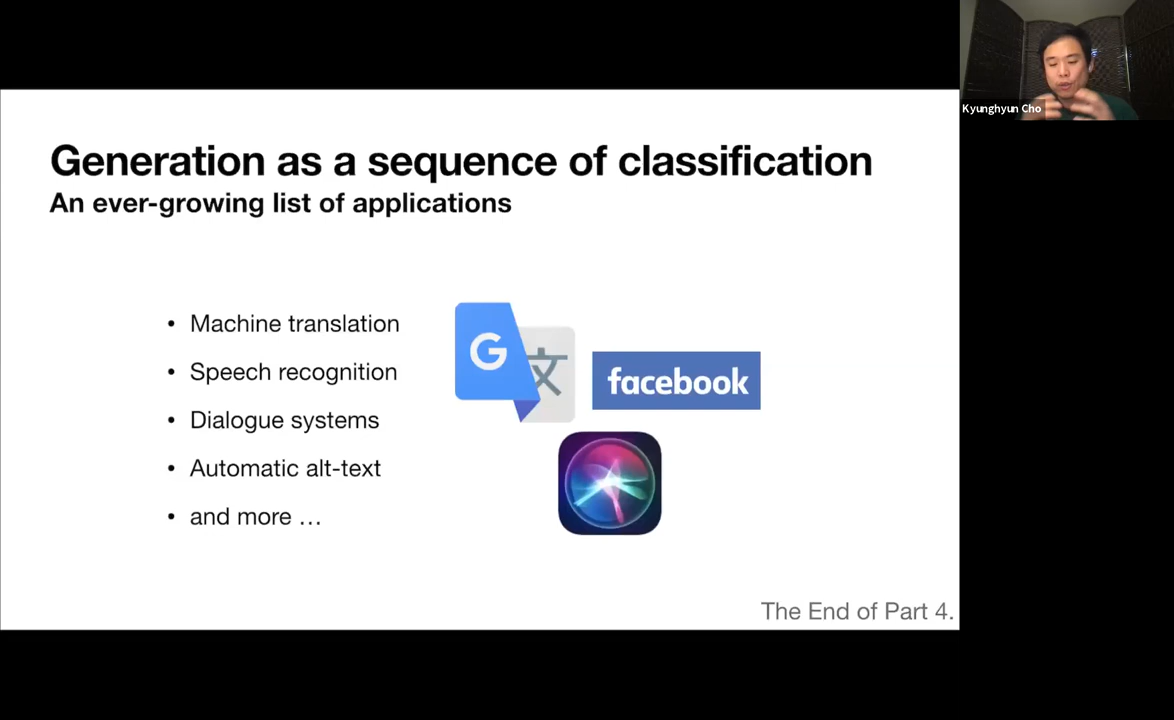 Kyunghyun Cho
Generation as a sequence of classification
An ever-growing list of applications
• Machine translation
• Speech recognition
• Dialogue systems
• Automatic alt-text
• and more …
G
文
facebook
The End of Part 4.